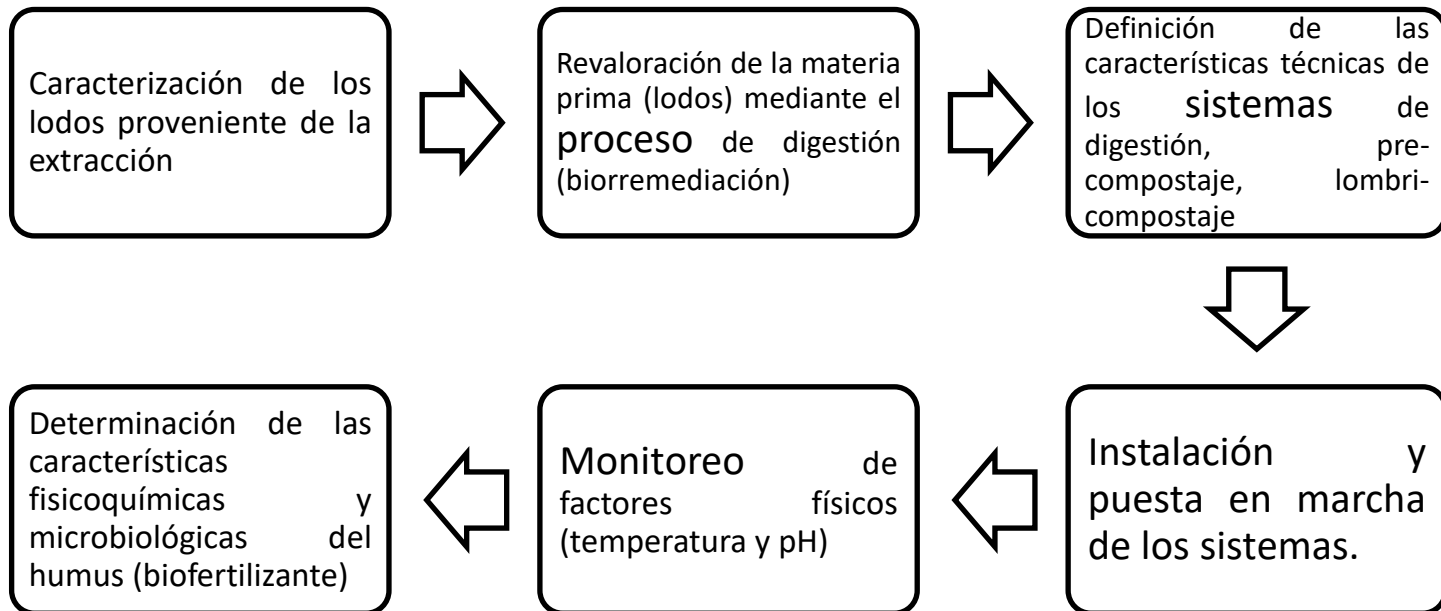 Caracterización de los
lodos proveniente de la
extracción
Revaloración de la materia
prima (lodos) mediante el
proceso de digestión
(biorremediación)
Definición de las
características técnicas de
los sistemas de
digestión, pre-
compostaje, lombri-
compostaje
Instalación y
puesta en marcha
de los sistemas.
Monitoreo de
factores físicos
(temperatura y pH)
Determinación de las
características
fisicoquímicas y
microbiológicas del
humus (biofertilizante)